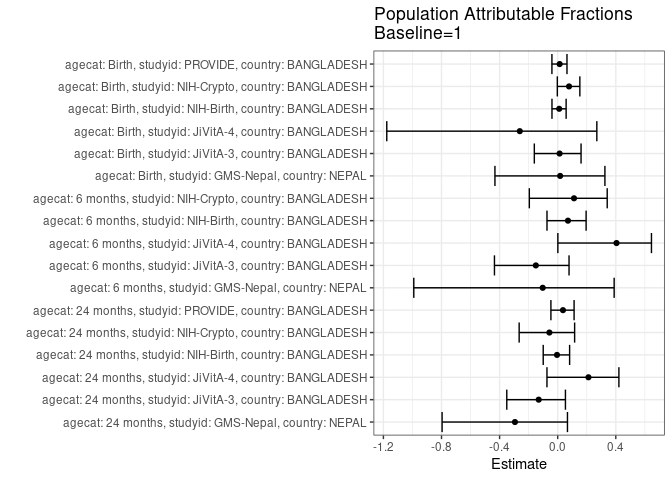 Population Attributable Fractions
Baseline=1
agecat: Birth, studyid: PROVIDE, country: BANGLADESH
agecat: Birth, studyid: NIH-Crypto, country: BANGLADESH
agecat: Birth, studyid: NIH-Birth, country: BANGLADESH
agecat: Birth, studyid: JiVitA-4, country: BANGLADESH
agecat: Birth, studyid: JiVitA-3, country: BANGLADESH
agecat: Birth, studyid: GMS-Nepal, country: NEPAL
agecat: 6 months, studyid: NIH-Crypto, country: BANGLADESH
agecat: 6 months, studyid: NIH-Birth, country: BANGLADESH
agecat: 6 months, studyid: JiVitA-4, country: BANGLADESH
agecat: 6 months, studyid: JiVitA-3, country: BANGLADESH
agecat: 6 months, studyid: GMS-Nepal, country: NEPAL
agecat: 24 months, studyid: PROVIDE, country: BANGLADESH
agecat: 24 months, studyid: NIH-Crypto, country: BANGLADESH
agecat: 24 months, studyid: NIH-Birth, country: BANGLADESH
agecat: 24 months, studyid: JiVitA-4, country: BANGLADESH
agecat: 24 months, studyid: JiVitA-3, country: BANGLADESH
agecat: 24 months, studyid: GMS-Nepal, country: NEPAL
-1.2 -0.8 -0.4 0.0 0.4
Estimate